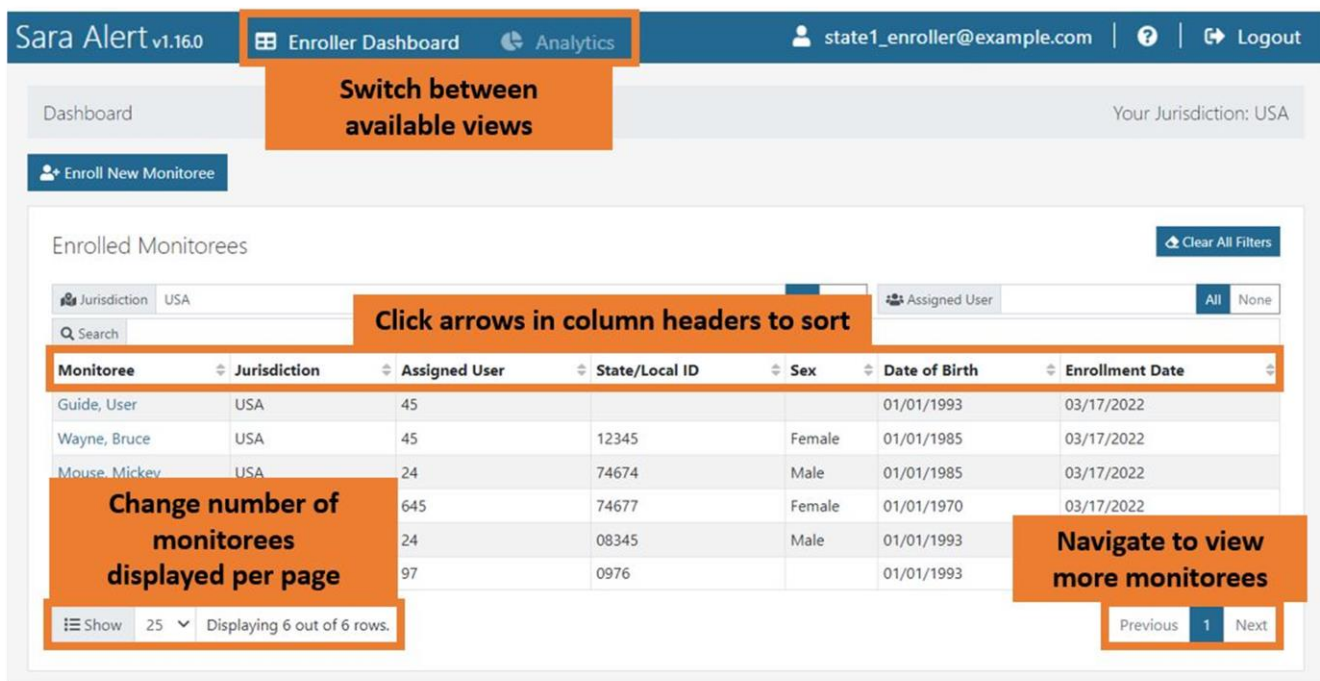 Sara Alert v1.16.0 Enroller Dashboard Analytics state1_enroller@example.com | ? | Logout
Switch between
available views
Dashboard Your Jurisdiction: USA
Enroll New Monitoree
Enrolled Monitorees Clear All Filters
Jurisdiction USA Assigned User All None
Click arrows in column headers to sort
Search
Monitoree Jurisdiction Assigned User State/Local ID Sex Date of Birth Enrollment Date
Guide, User USA 45 01/01/1993 03/17/2022
Wayne, Bruce USA 45 12345 Female 01/01/1985 03/17/2022
Mouse, Mickey USA 24 74674 Male 01/01/1985 03/17/2022
645 74677 Female 01/01/1970 03/17/2022
24 08345 Male 01/01/1993
97 0976 01/01/1993
Change number of
monitorees
displayed per page
Navigate to view
more monitorees
Show 25 Displaying 6 out of 6 rows. Previous 1 Next